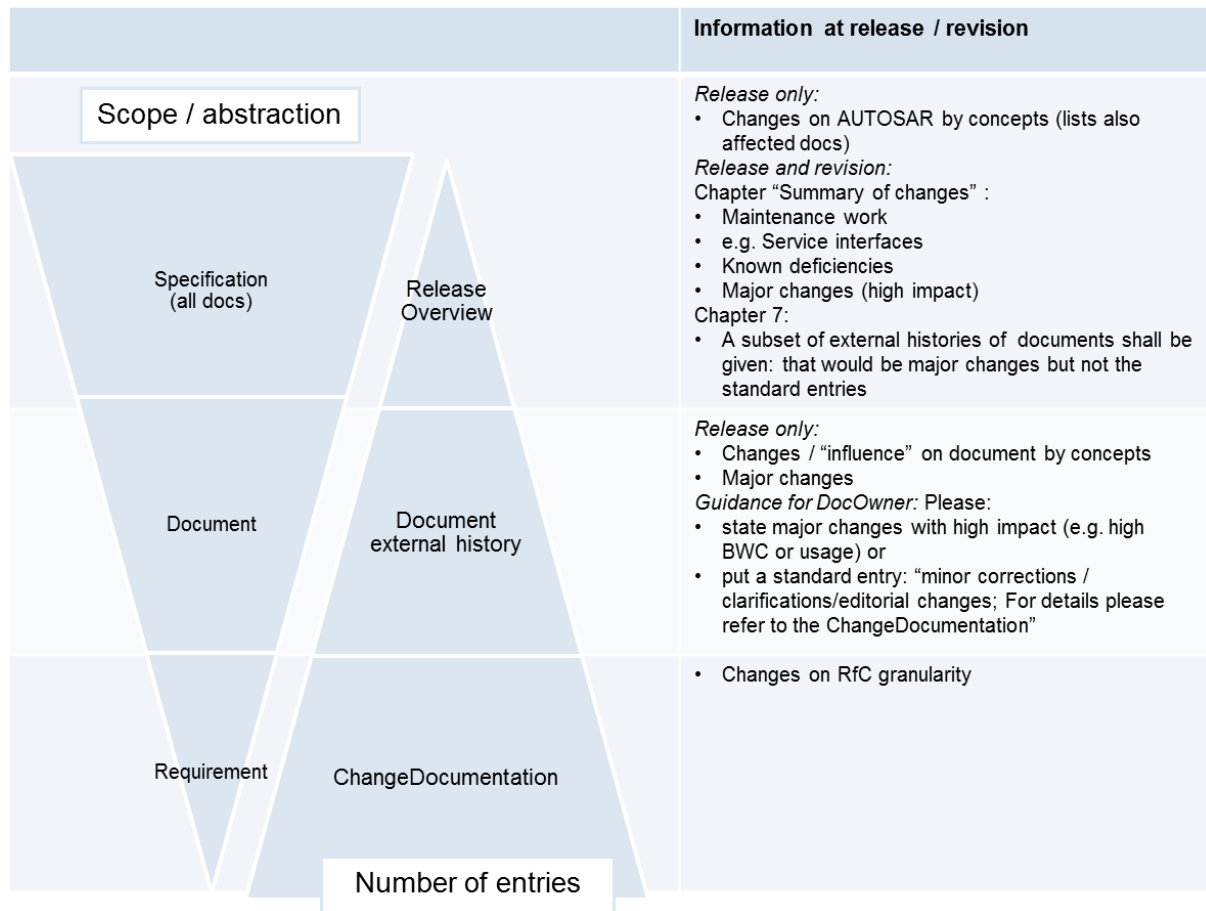 Information at release / revision
Scope / abstraction
Specification
(all docs)
Release
Overview
Release only:
• Changes on AUTOSAR by concepts (lists also
affected docs)
Release and revision:
Chapter “Summary of changes” :
• Maintenance work
• e.g. Service interfaces
• Known deficiencies
• Major changes (high impact)
Chapter 7:
• A subset of external histories of documents shall be
given: that would be major changes but not the
standard entries
Document
Document
external history
Release only:
• Changes / “influence” on document by concepts
• Major changes
Guidance for DocOwner: Please:
• state major changes with high impact (e.g. high
BWC or usage) or
• put a standard entry: “minor corrections /
clarifications/editorial changes; For details please
refer to the ChangeDocumentation”
Requirement
ChangeDocumentation
• Changes on RfC granularity
Number of entries